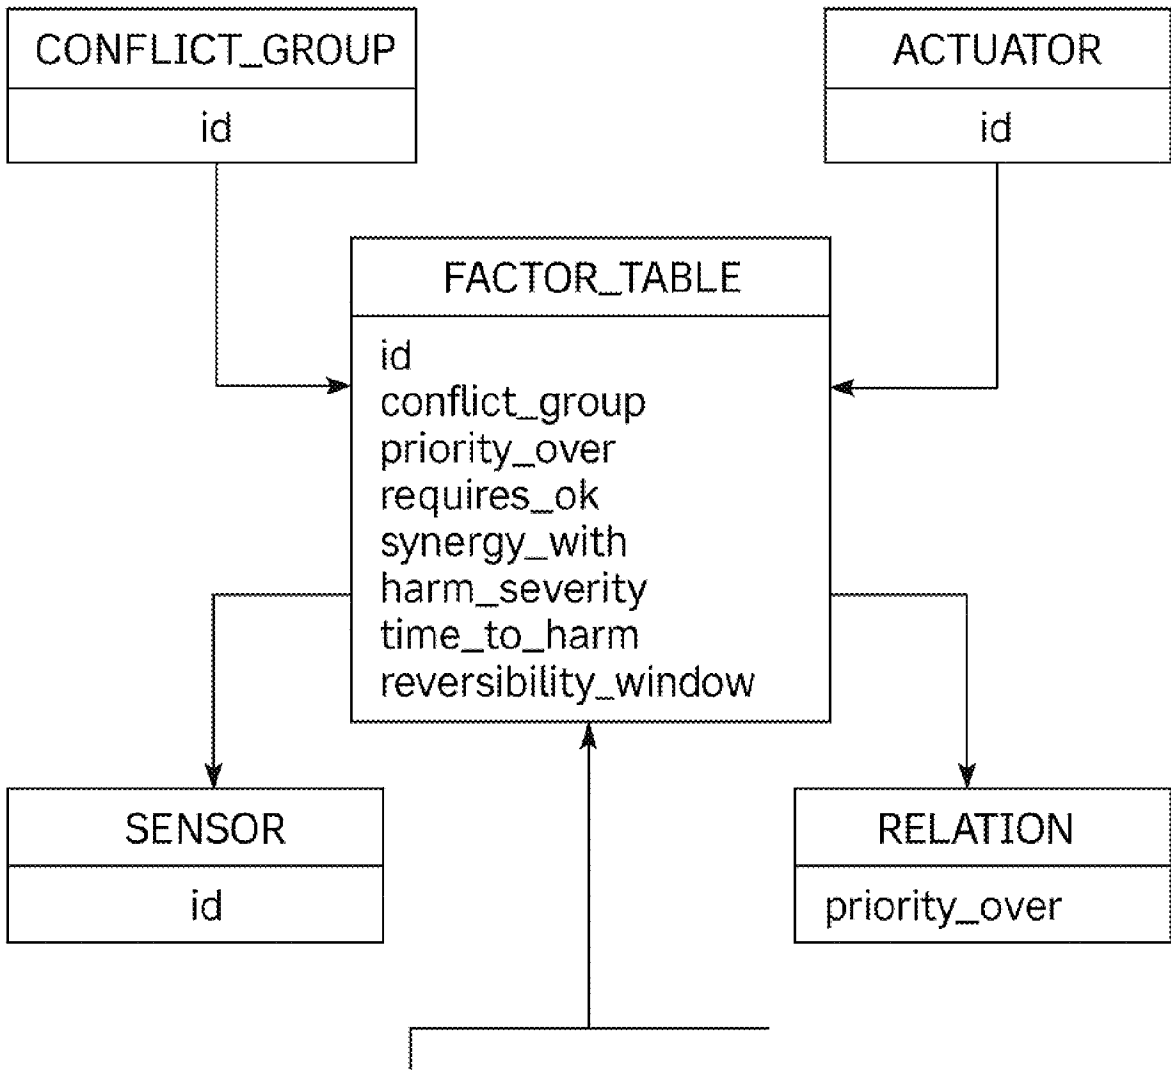 CONFLICT_GROUP
id
ACTUATOR
id
FACTOR_TABLE
id
conflict_group
priority_over
requires_ok
synergy_with
harm_severity
time_to_harm
reversibility_window
SENSOR
id
RELATION
priority_over